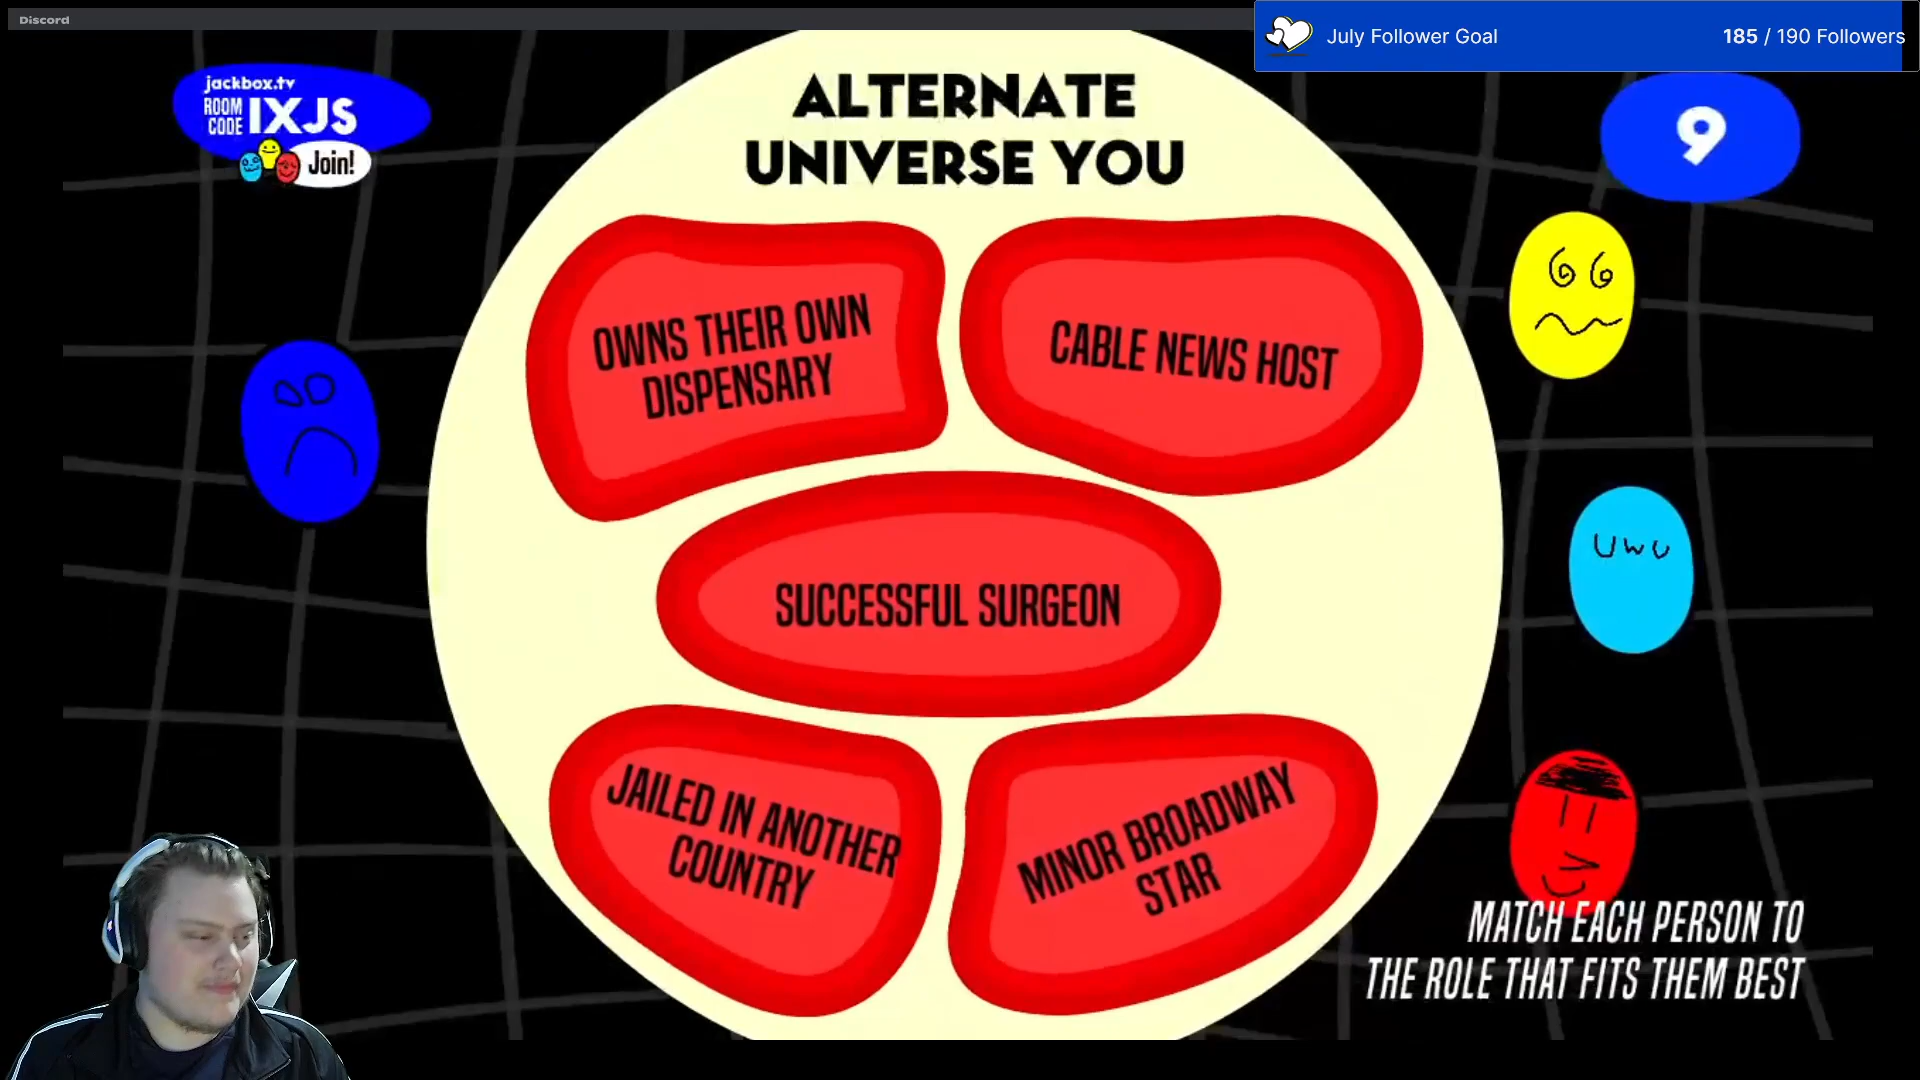 Discord
July Follower Goal
185 / 190 Followers
jackbox.tv
ROOM CODE IXJS
Join!
ALTERNATE
UNIVERSE YOU
9
OWNS THEIR OWN
DISPENSARY
CABLE NEWS HOST
UWU
SUCCESSFUL SURGEON
JAILED IN ANOTHER
COUNTRY
MINOR BROADWAY
STAR
MATCH EACH PERSON TO
THE ROLE THAT FITS THEM BEST